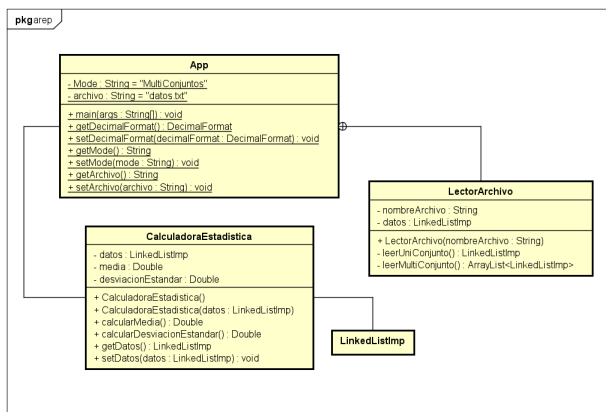 pkg arep
App
- Mode : String = "MultiConjuntos"
- archivo : String = "datos.txt"
+ main(args : String[]) : void
+ getDecimalFormat() : DecimalFormat
+ setDecimalFormat(decimalFormat : DecimalFormat) : void
+ getMode() : String
+ setMode(mode : String) : void
+ getArchivo() : String
+ setArchivo(archivo : String) : void
LectorArchivo
- nombreArchivo : String
- datos : LinkedListImp
+ LectorArchivo(nombreArchivo : String)
- leerUniConjunto() : LinkedListImp
- leerMultiConjunto() : ArrayList<LinkedListImp>
CalculadoraEstadistica
- datos : LinkedListImp
- media : Double
- desviacionEstandar : Double
+ CalculadoraEstadistica()
+ CalculadoraEstadistica(datos : LinkedListImp)
+ calcularMedia() : Double
+ calcularDesviacionEstandar() : Double
+ getDatos() : LinkedListImp
+ setDatos(datos : LinkedListImp) : void
LinkedListImp